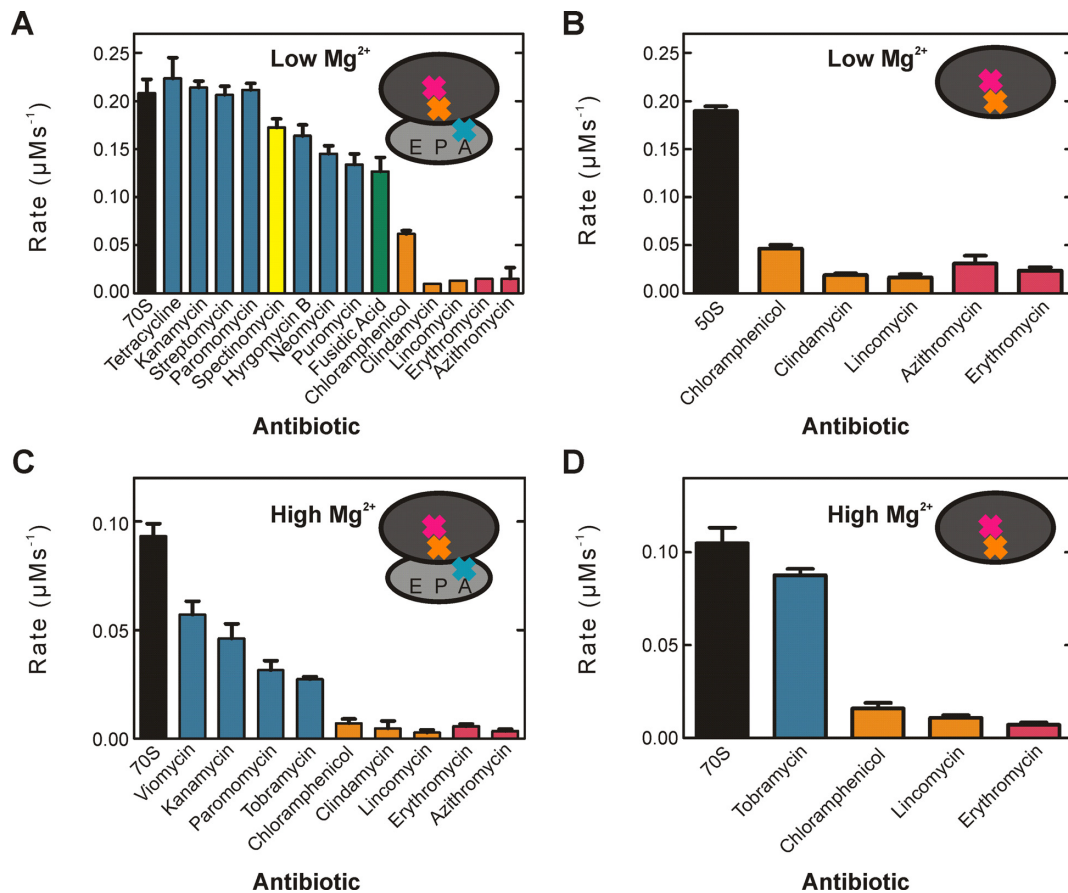 A
Low Mg2+
E P A
Rate (µMs-1)
0.25
0.20
0.15
0.10
0.05
0.00
70S
Tetracycline
Kanamycin
Streptomycin
Paromomycin
Spectinomycin
Hyrgomycin B
Neomycin
Puromycin
Fusidic Acid
Chloramphenicol
Clindamycin
Lincomycin
Erythromycin
Azithromycin
Antibiotic
B
Low Mg2+
Rate (µMs-1)
0.25
0.20
0.15
0.10
0.05
0.00
50S
Chloramphenicol
Clindamycin
Lincomycin
Azithromycin
Erythromycin
Antibiotic
C
High Mg2+
E P A
Rate (µMs-1)
0.10
0.05
0.00
70S
Viomycin
Kanamycin
Paromomycin
Tobramycin
Chloramphenicol
Clindamycin
Lincomycin
Erythromycin
Azithromycin
Antibiotic
D
High Mg2+
Rate (µMs-1)
0.10
0.05
0.00
70S
Tobramycin
Chloramphenicol
Lincomycin
Erythromycin
Antibiotic